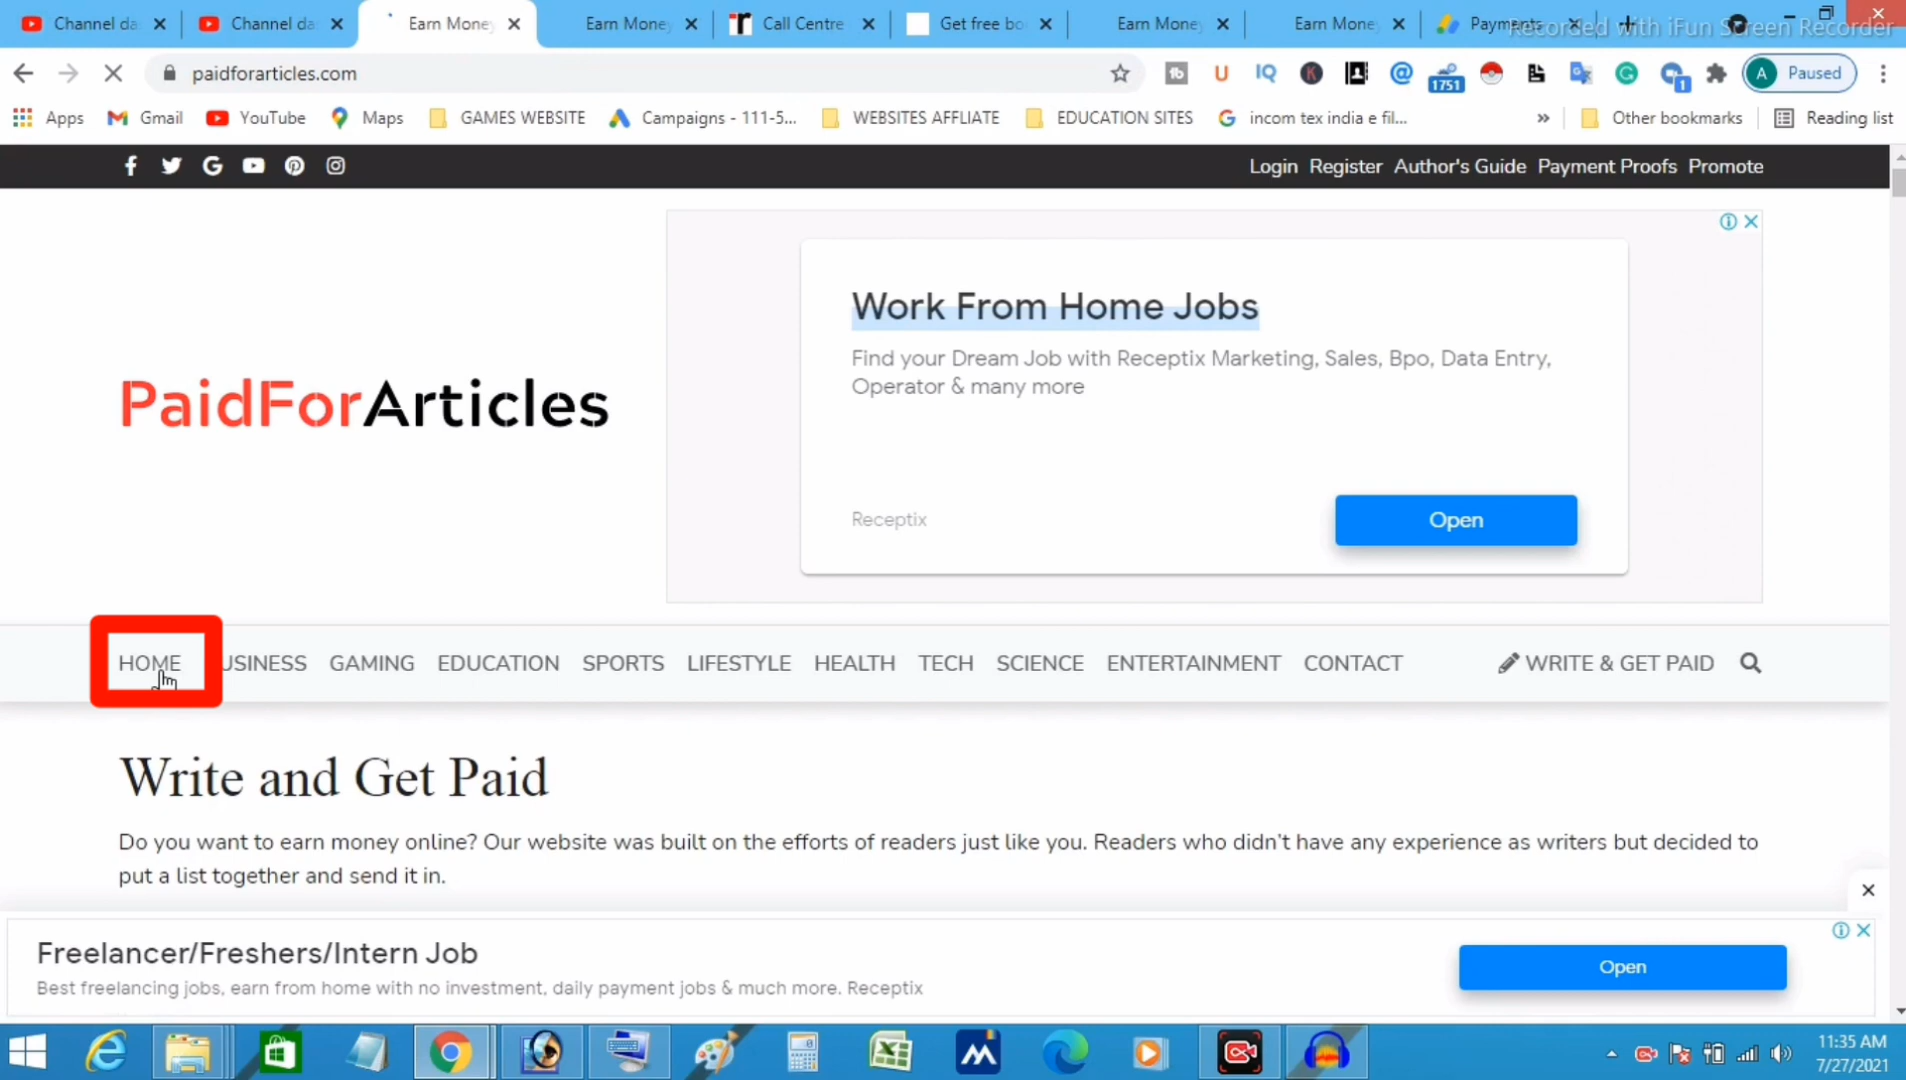 Channel da
Channel da
Earn Money
Earn Money
Call Centre
Get free bo
Earn Money
Earn Money
Payments
Recorded with iFun Screen Recorder
paidforarticles.com
U
IQ
K
1751
1
A
Paused
Apps
Gmail
YouTube
Maps
GAMES WEBSITE
Campaigns - 111-5...
WEBSITES AFFLIATE
EDUCATION SITES
incom tex india e fil...
»
Other bookmarks
Reading list
Login
Register
Author's Guide
Payment Proofs
Promote
Work From Home Jobs
Find your Dream Job with Receptix Marketing, Sales, Bpo, Data Entry,
Operator & many more
PaidForArticles
Receptix
Open
HOME
USINESS
GAMING
EDUCATION
SPORTS
LIFESTYLE
HEALTH
TECH
SCIENCE
ENTERTAINMENT
CONTACT
WRITE & GET PAID
Write and Get Paid
Do you want to earn money online? Our website was built on the efforts of readers just like you. Readers who didn't have any experience as writers but decided to
put a list together and send it in.
Freelancer/Freshers/Intern Job
Best freelancing jobs, earn from home with no investment, daily payment jobs & much more. Receptix
Open
11:35 AM
7/27/2021